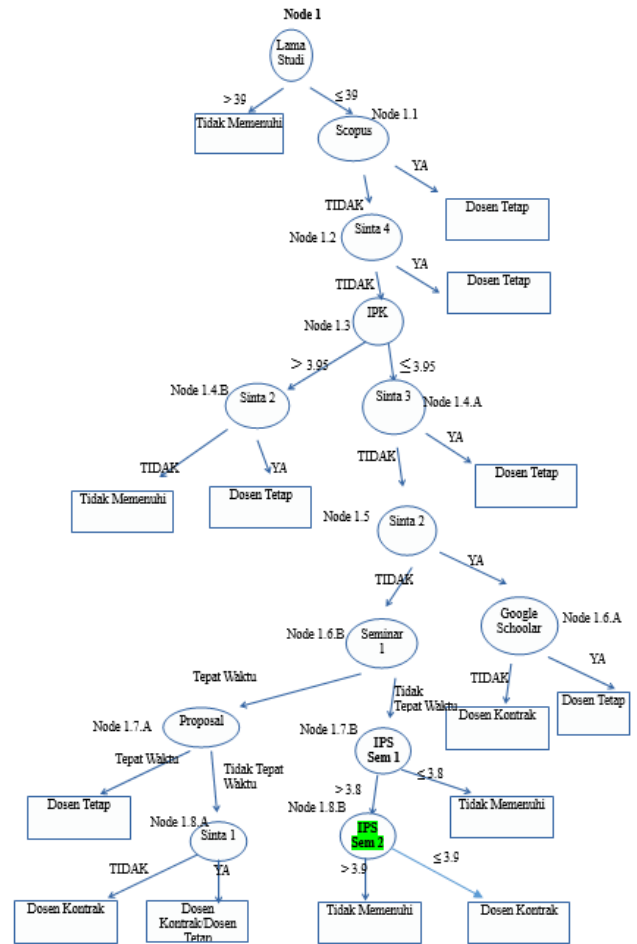 Node 1
Lama
Studi
> 39
≤ 39
Tidak Memenuhi
Node 1.1
Scopus
YA
TIDAK
Dosen Tetap
Node 1.2
Sinta 4
YA
TIDAK
Dosen Tetap
IPK
Node 1.3
> 3.95
≤ 3.95
Node 1.4.B
Sinta 2
Sinta 3
Node 1.4.A
TIDAK
YA
TIDAK
YA
Tidak Memenuhi
Dosen Tetap
Dosen Tetap
Node 1.5
Sinta 2
TIDAK
YA
Google
Schoolar
Node 1.6.A
Node 1.6.B
Seminar
1
TIDAK
YA
Tepat Waktu
Tidak
Tepat Waktu
Dosen Kontrak
Dosen Tetap
Node 1.7.A
Proposal
Node 1.7.B
IPS
Sem 1
Tepat Waktu
Tidak Tepat
Waktu
>3.8
≤3.8
Dosen Tetap
Node 1.8.A
Sinta 1
Node 1.8.B
IPS
Sem 2
Tidak Memenuhi
TIDAK
YA
>3.9
≤3.9
Dosen Kontrak
Dosen
Kontrak/Dosen
Tetap
Tidak Memenuhi
Dosen Kontrak